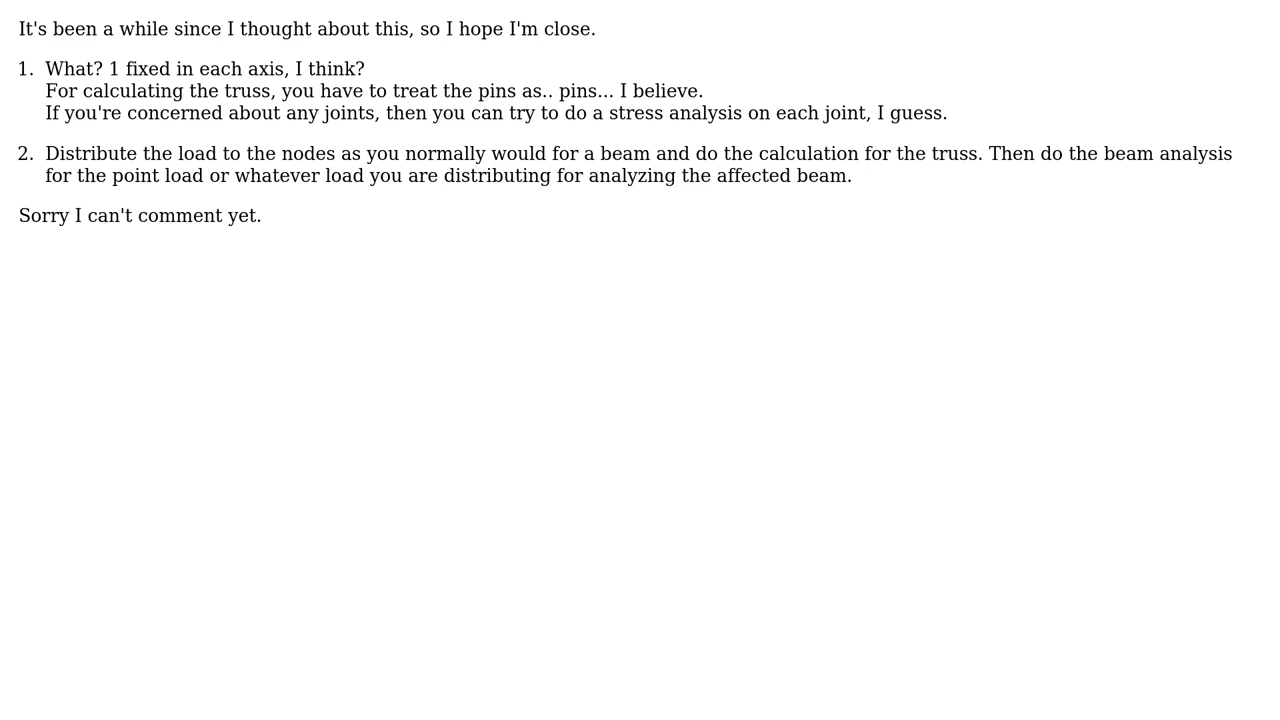 It's been a while since I thought about this, so I hope I'm close.
1. What? 1 fixed in each axis, I think?
For calculating the truss, you have to treat the pins as.. pins... I believe.
If you're concerned about any joints, then you can try to do a stress analysis on each joint, I guess.
2. Distribute the load to the nodes as you normally would for a beam and do the calculation for the truss. Then do the beam analysis
for the point load or whatever load you are distributing for analyzing the affected beam.
Sorry I can't comment yet.